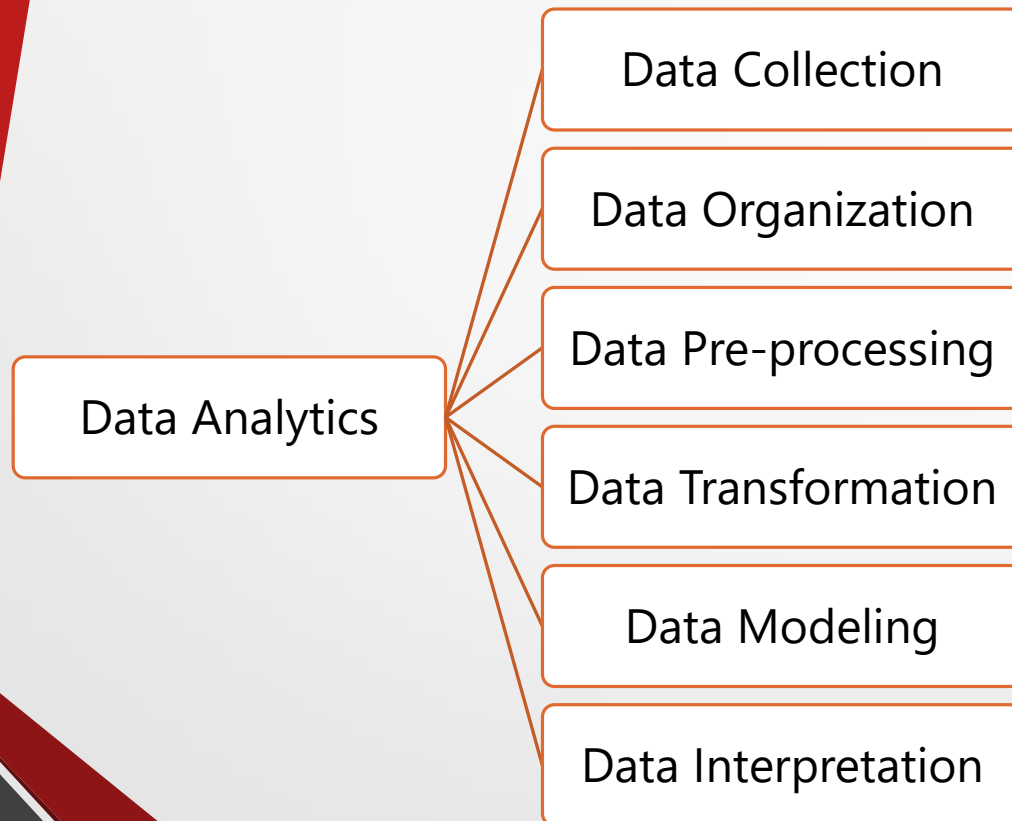 Data Analytics
Data Collection
Data Organization
Data Pre-processing
Data Transformation
Data Modeling
Data Interpretation